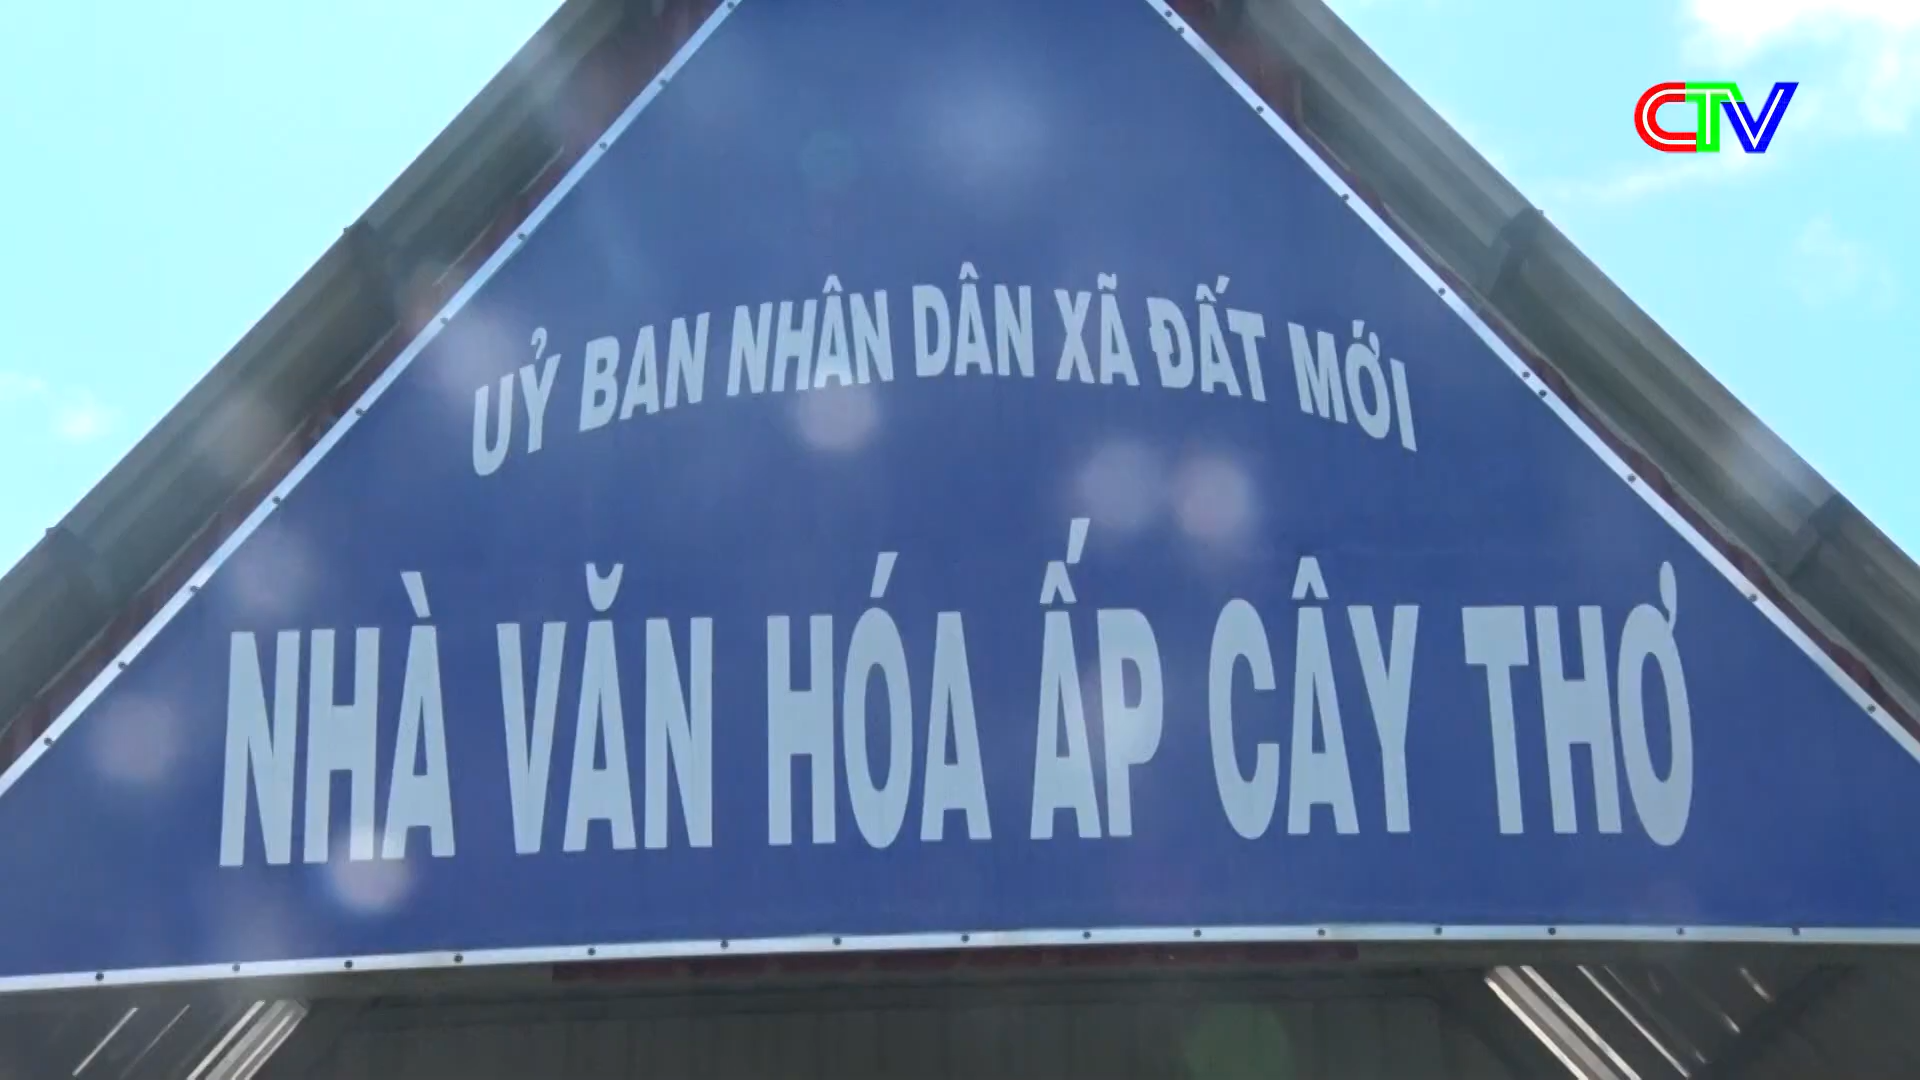 CTV
UỶ BAN NHÂN DÂN XÃ ĐẤT MỚI
NHÀ VĂN HÓA ẤP CÂY THƠ